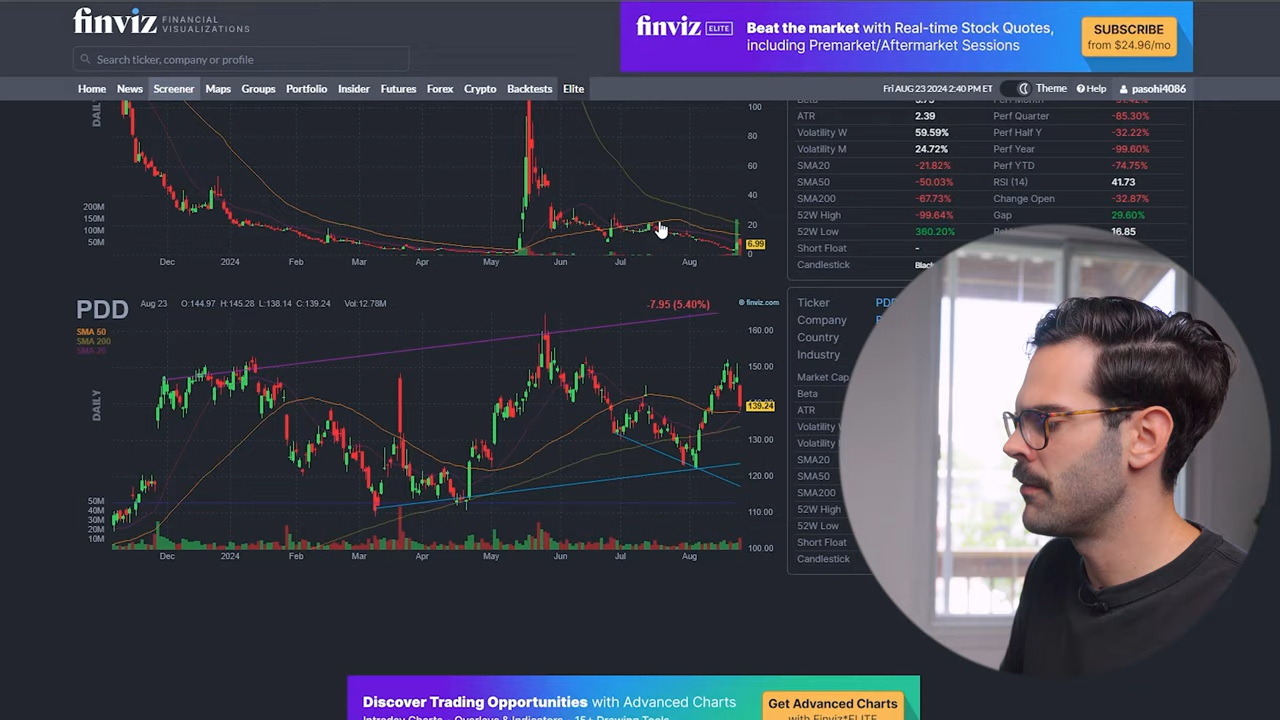 finviz FINANCIAL
VISUALIZATIONS
finviz ELITE Beat the market with Real-time Stock Quotes,
including Premarket/Aftermarket Sessions
SUBSCRIBE
from $24.96/mo
Search ticker, company or profile
Home News Screener Maps Groups Portfolio Insider Futures Forex Crypto Backtests Elite
Fri AUG 23 2024 2:40 PM ET Theme Help pasohi4086
DAILY
100
80
60
40
20
6.99
0
200M
150M
100M
50M
Dec 2024 Feb Mar Apr May Jun Jul Aug
ATR 2.39 Perf Quarter -85.30%
Volatility W 59.59% Perf Half Y -32.22%
Volatility M 24.72% Perf Year -99.60%
SMA20 -21.82% Perf YTD -74.75%
SMA50 -50.03% RSI (14) 41.73
SMA200 -67.73% Change Open -32.87%
52W High -99.64% Gap 29.60%
52W Low 360.20% 16.85
Short Float -
Candlestick
PDD Aug 23 O:144.97 H:145.28 L:138.14 C:139.24 Vol:12.78M -7.95 (5.40%) © finviz.com
SMA 50
SMA 200
SMA 20
DAILY
160.00
150.00
139.24
130.00
120.00
110.00
100.00
50M
40M
30M
20M
10M
Dec 2024 Feb Mar Apr May Jun Jul Aug
Ticker
Company
Country
Industry
Market Cap
Beta
ATR
Volatility
Volatility
SMA20
SMA50
SMA200
52W High
52W Low
Short Float
Candlestick
Discover Trading Opportunities with Advanced Charts
Get Advanced Charts